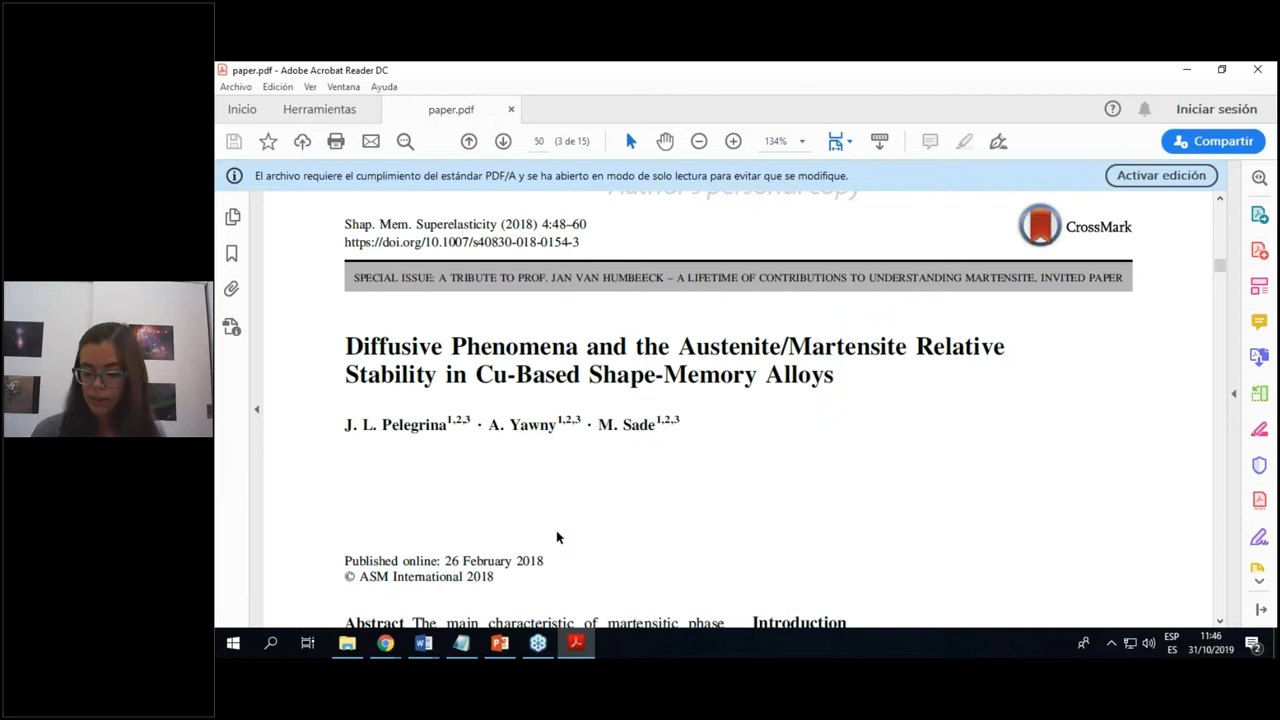 paper.pdf - Adobe Acrobat Reader DC
Archivo Edición Ver Ventana Ayuda
Inicio Herramientas paper.pdf × Iniciar sesión
50 (3 de 15) 134% Compartir
El archivo requiere el cumplimiento del estándar PDF/A y se ha abierto en modo de solo lectura para evitar que se modifique. Activar edición
Author's personal copy
Shap. Mem. Superelasticity (2018) 4:48–60
https://doi.org/10.1007/s40830-018-0154-3
CrossMark
SPECIAL ISSUE: A TRIBUTE TO PROF. JAN VAN HUMBEECK – A LIFETIME OF CONTRIBUTIONS TO UNDERSTANDING MARTENSITE, INVITED PAPER
Diffusive Phenomena and the Austenite/Martensite Relative
Stability in Cu-Based Shape-Memory Alloys
J. L. Pelegrina1,2,3 · A. Yawny1,2,3 · M. Sade1,2,3
Published online: 26 February 2018
© ASM International 2018
Abstract The main characteristic of martensitic phase
Introduction
ESP 11:46
ES 31/10/2019 2